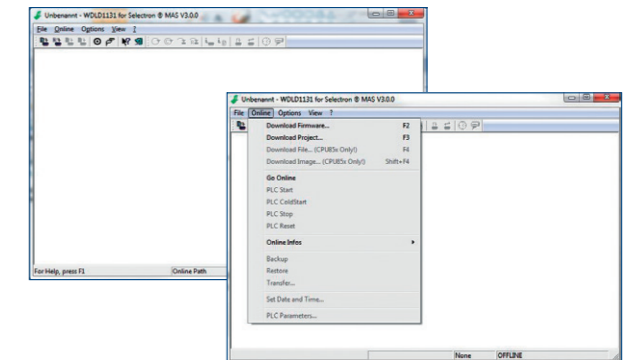 Unbenannt - WDLD1131 for Selectron ® MAS V3.0.0
File Online Options View ?
For Help, press F1 Online Path
Unbenannt - WDLD1131 for Selectron ® MAS V3.0.0
File Online Options View ?
Download Firmware... F2
Download Project... F3
Download File... (CPU85x Only!) F4
Download Image... (CPU85x Only!) Shift+F4
Go Online
PLC Start
PLC ColdStart
PLC Stop
PLC Reset
Online Infos
Backup
Restore
Transfer...
Set Date and Time...
PLC Parameters...
None OFFLINE